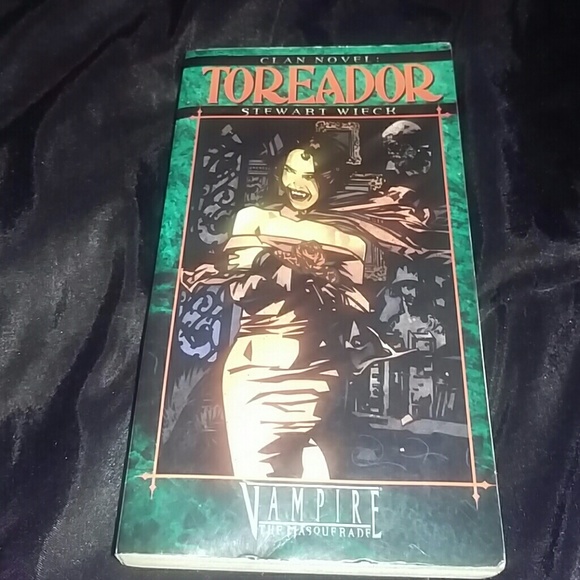 CLAN NOVEL:
TOREADOR
STEWART WIECK
VAMPIRE
THE MASQUERADE